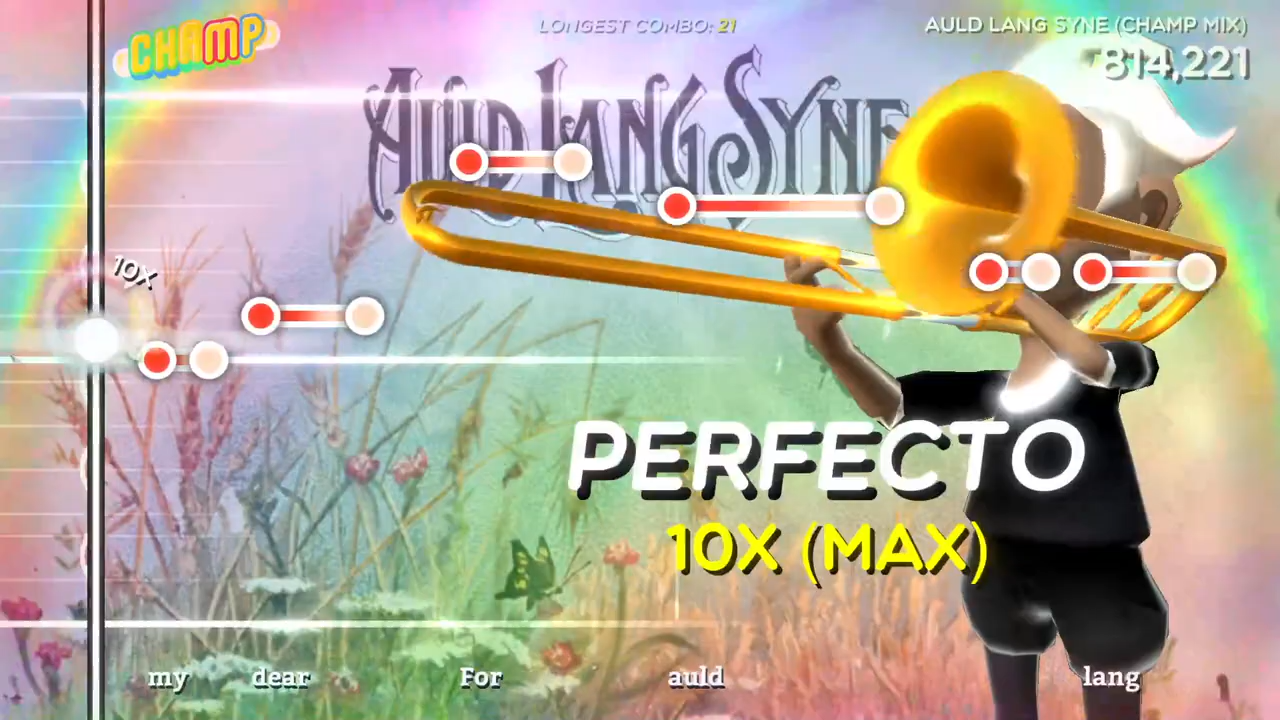 CHAMP
LONGEST COMBO: 21
AULD LANG SYNE (CHAMP MIX)
814,221
AULD LANG SYNE
10X
PERFECTO
10X (MAX)
my dear For auld lang